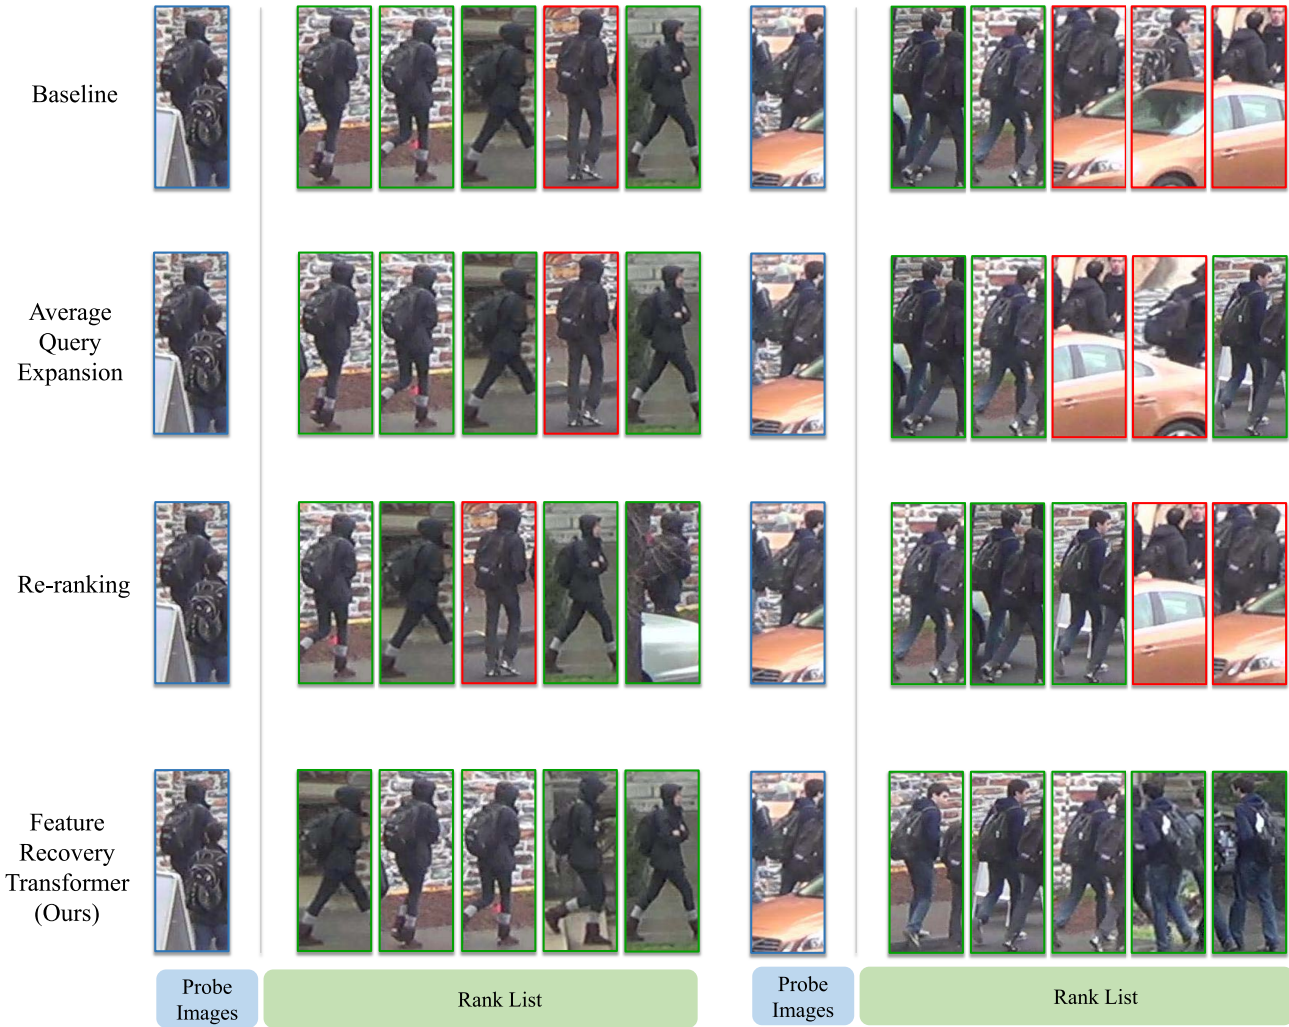 Baseline
Average
Query
Expansion
Re-ranking
Feature
Recovery
Transformer
(Ours)
Probe
Images
Rank List
Probe
Images
Rank List